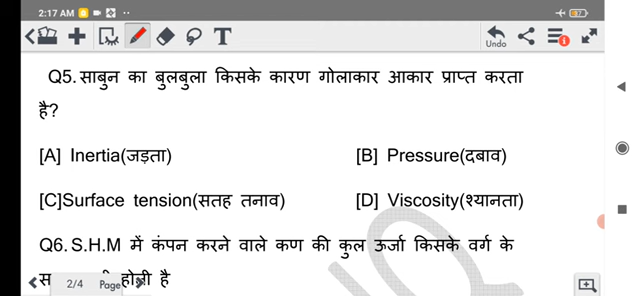 2:17 AM
Undo
Q5. साबुन का बुलबुला किसके कारण गोलाकार आकार प्राप्त करता
है?
[A] Inertia(जड़ता) [B] Pressure(दबाव)
[C]Surface tension(सतह तनाव) [D] Viscosity(श्यानता)
Q6. S.H.M में कंपन करने वाले कण की कुल ऊर्जा किसके वर्ग के
होती है
2/4 Page